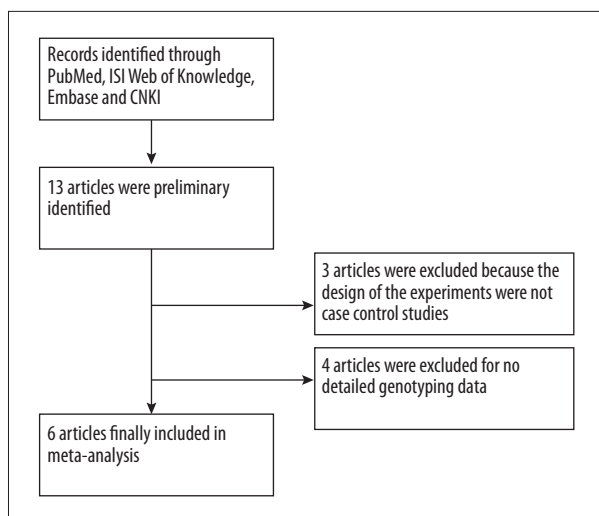 Records identified through
PubMed, ISI Web of Knowledge,
Embase and CNKI
13 articles were preliminary
identified
3 articles were excluded because the
design of the experiments were not
case control studies
4 articles were excluded for no
detailed genotyping data
6 articles finally included in
meta-analysis